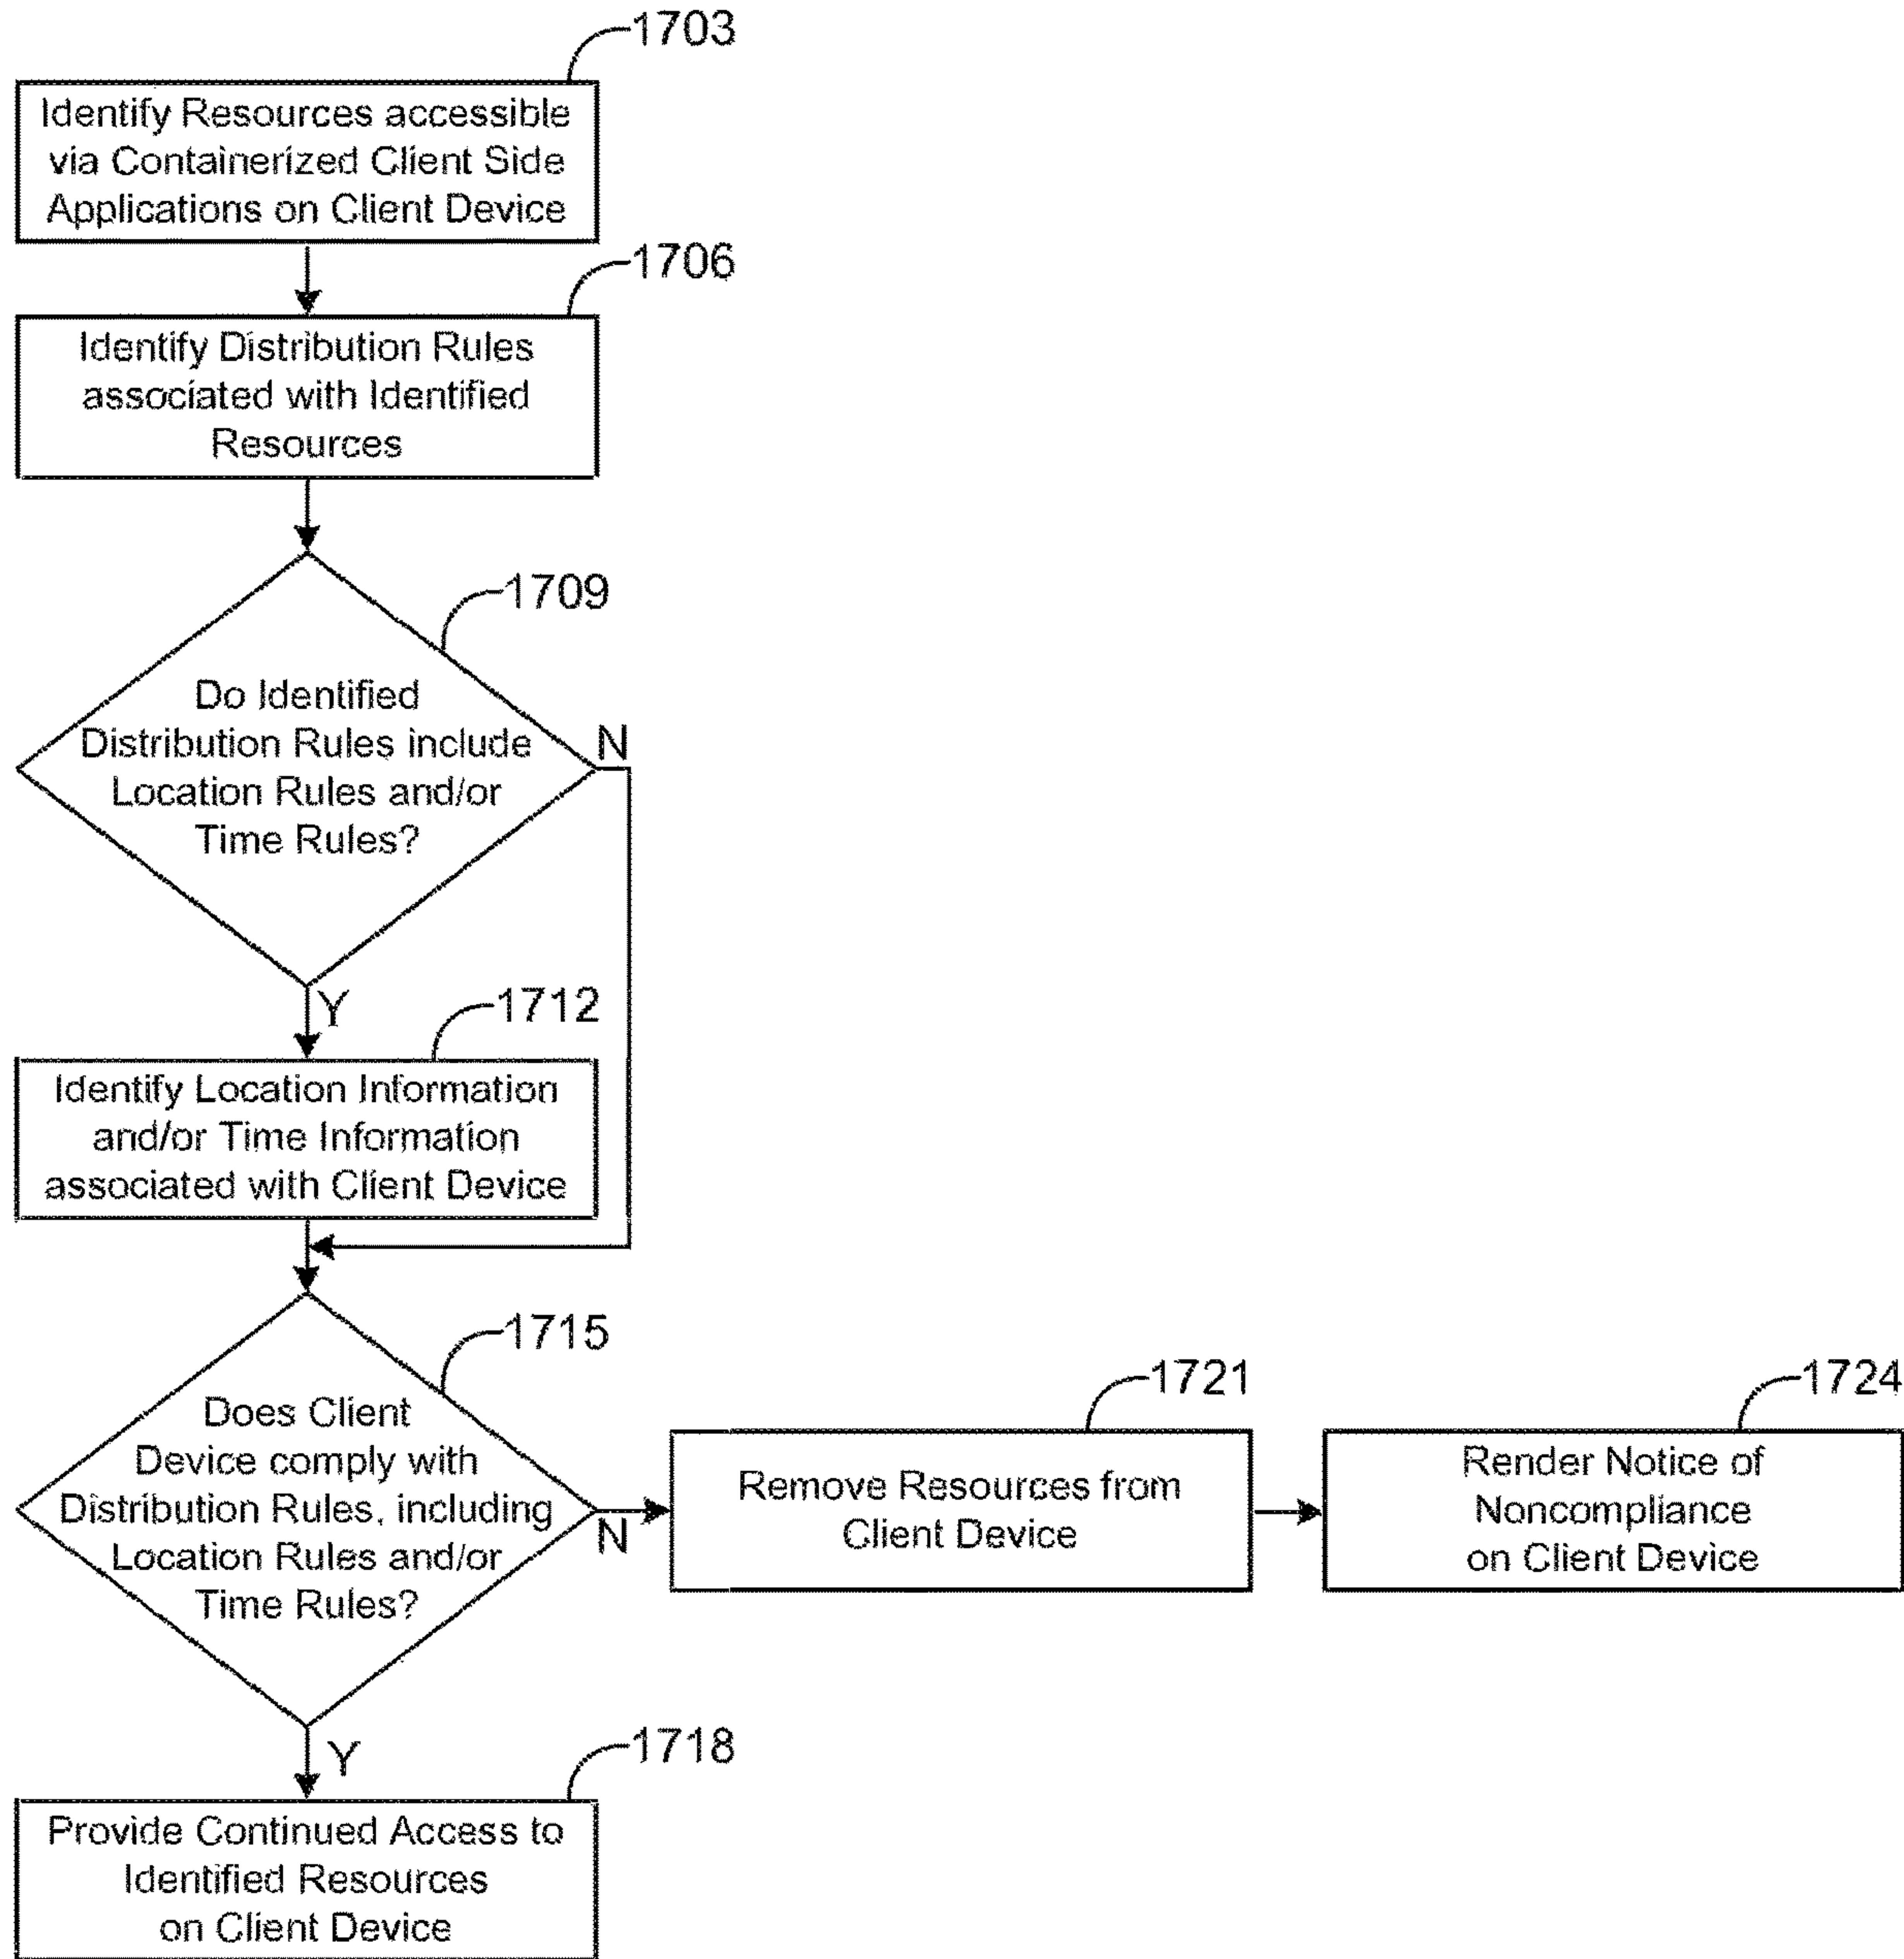 1703
Identify Resources accessible
via Containerized Client Side
Applications on Client Device
1706
Identify Distribution Rules
associated with Identified
Resources
1709
Do Identified
Distribution Rules include
Location Rules and/or
Time Rules?
N
Y
1712
Identify Location Information
and/or Time Information
associated with Client Device
1715
Does Client
Device comply with
Distribution Rules, including
Location Rules and/or
Time Rules?
N
Y
1721
Remove Resources from
Client Device
1724
Render Notice of
Noncompliance
on Client Device
1718
Provide Continued Access to
Identified Resources
on Client Device